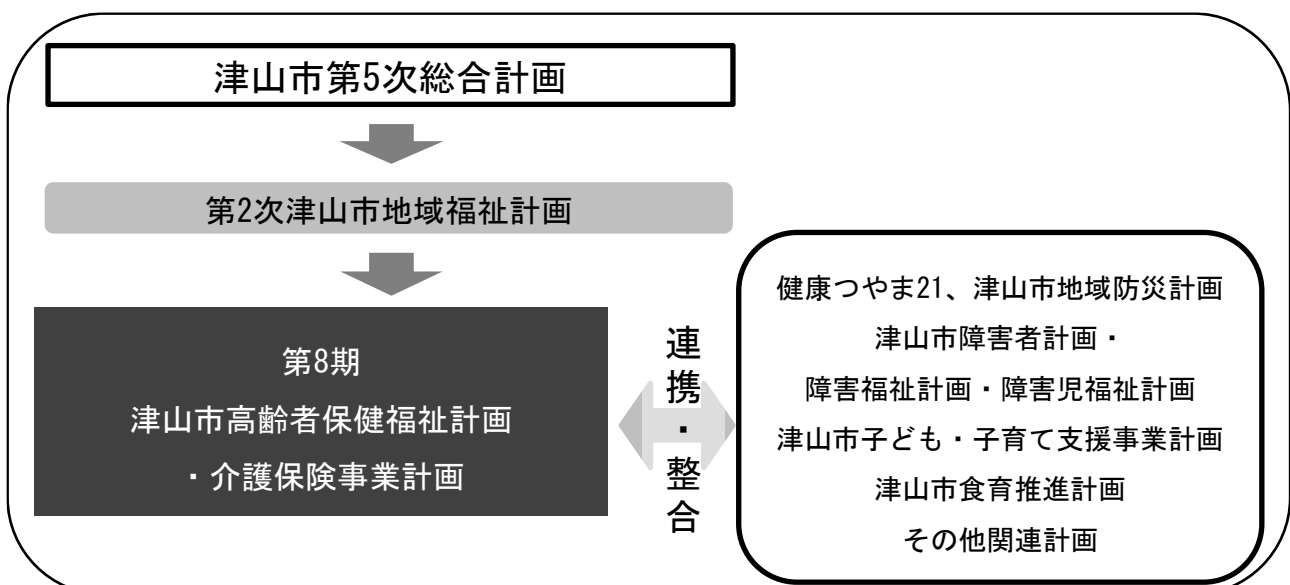 津山市第5次総合計画
第2次津山市地域福祉計画
第8期
津山市高齢者保健福祉計画
・介護保険事業計画
連携・整合
健康つやま21、津山市地域防災計画
津山市障害者計画・
障害福祉計画・障害児福祉計画
津山市子ども・子育て支援事業計画
津山市食育推進計画
その他関連計画